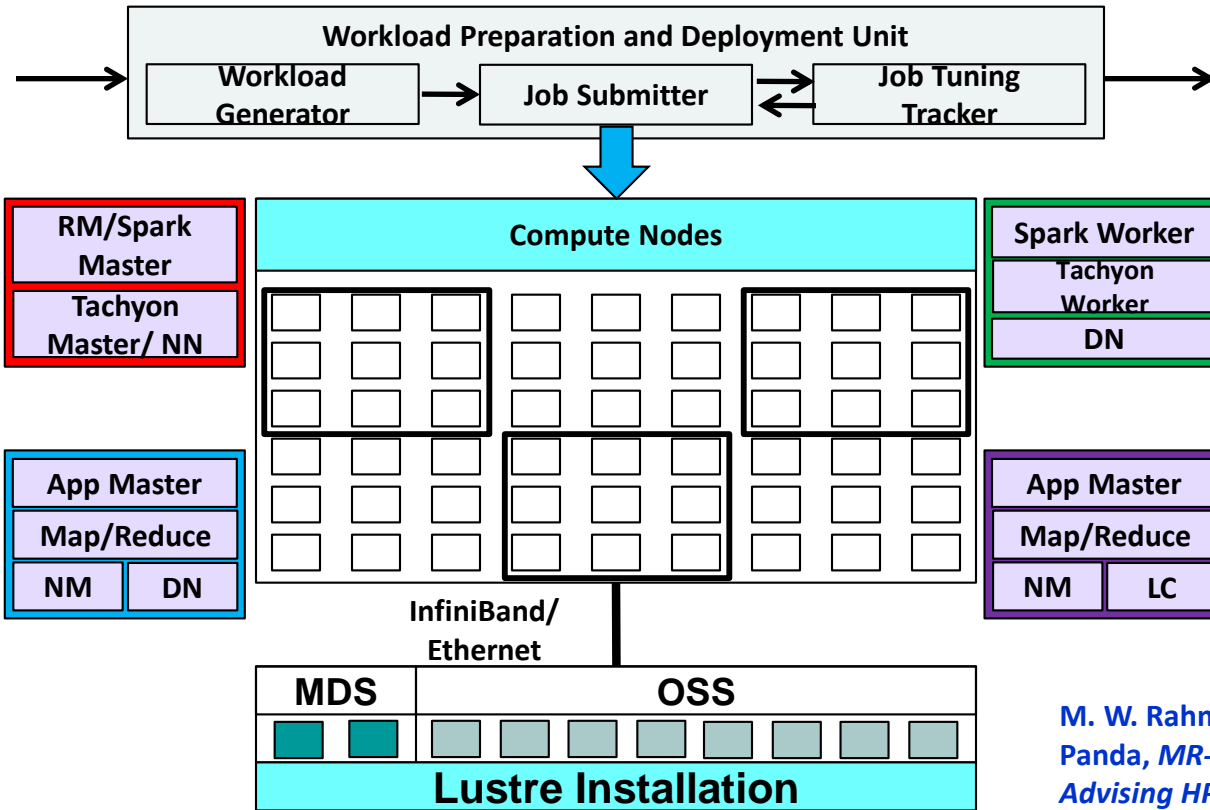 Workload Preparation and Deployment Unit
Workload
Generator
Job Submitter
Job Tuning
Tracker
RM/Spark
Master
Tachyon
Master/ NN
Compute Nodes
Spark Worker
Tachyon
Worker
DN
App Master
Map/Reduce
NM
DN
App Master
Map/Reduce
NM
LC
InfiniBand/
Ethernet
MDS
OSS
Lustre Installation
M. W. Rahm
Panda, MR-
Advising HP